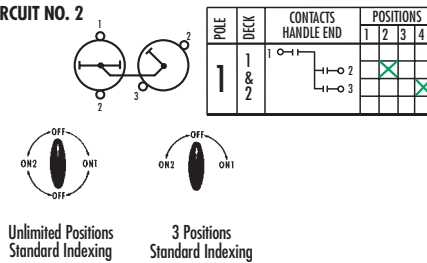 RCUIT NO. 2
1
2
2
3
POLE DECK CONTACTS HANDLE END POSITIONS
1 2 3 4
1 1 & 2
1
2
3
OFF
ON2 ON1
OFF
OFF
ON2 ON1
Unlimited Positions
Standard Indexing
3 Positions
Standard Indexing